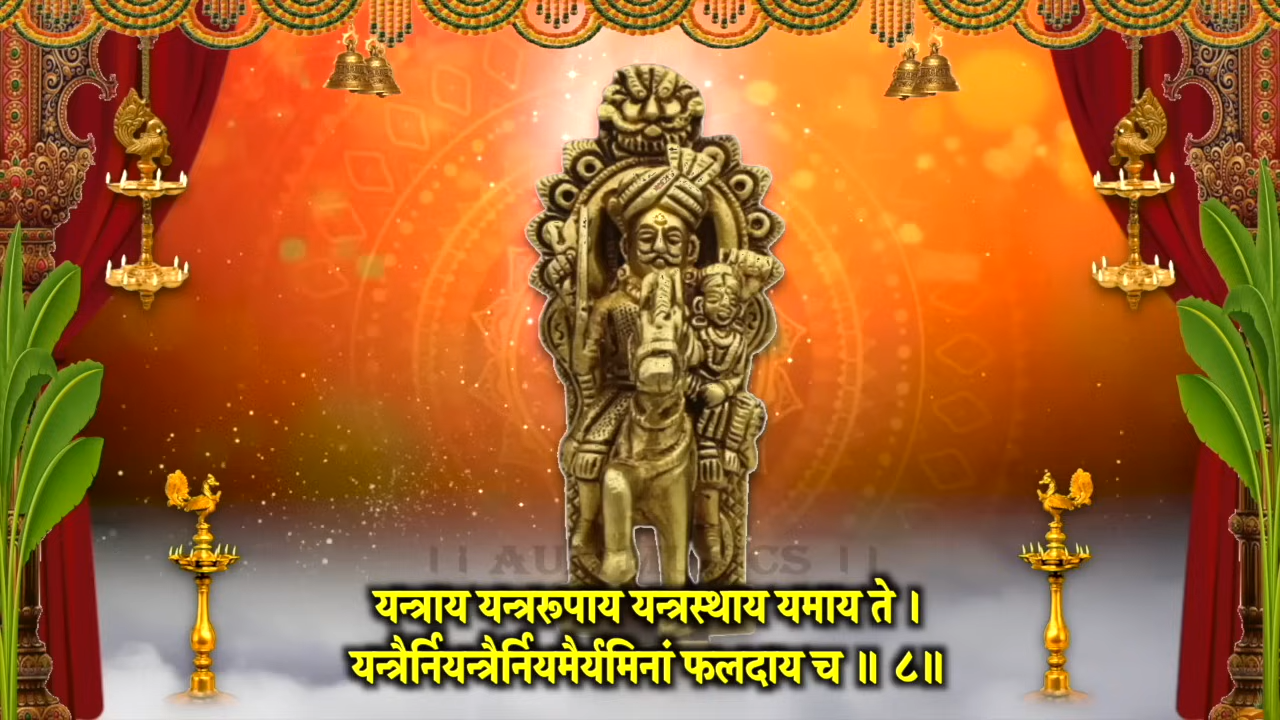 यन्त्राय यन्त्ररूपाय यन्त्रस्थाय यमाय ते ।
यन्त्रैर्नियन्त्रैर्नियमैर्यमिनां फलदाय च ॥ ८॥